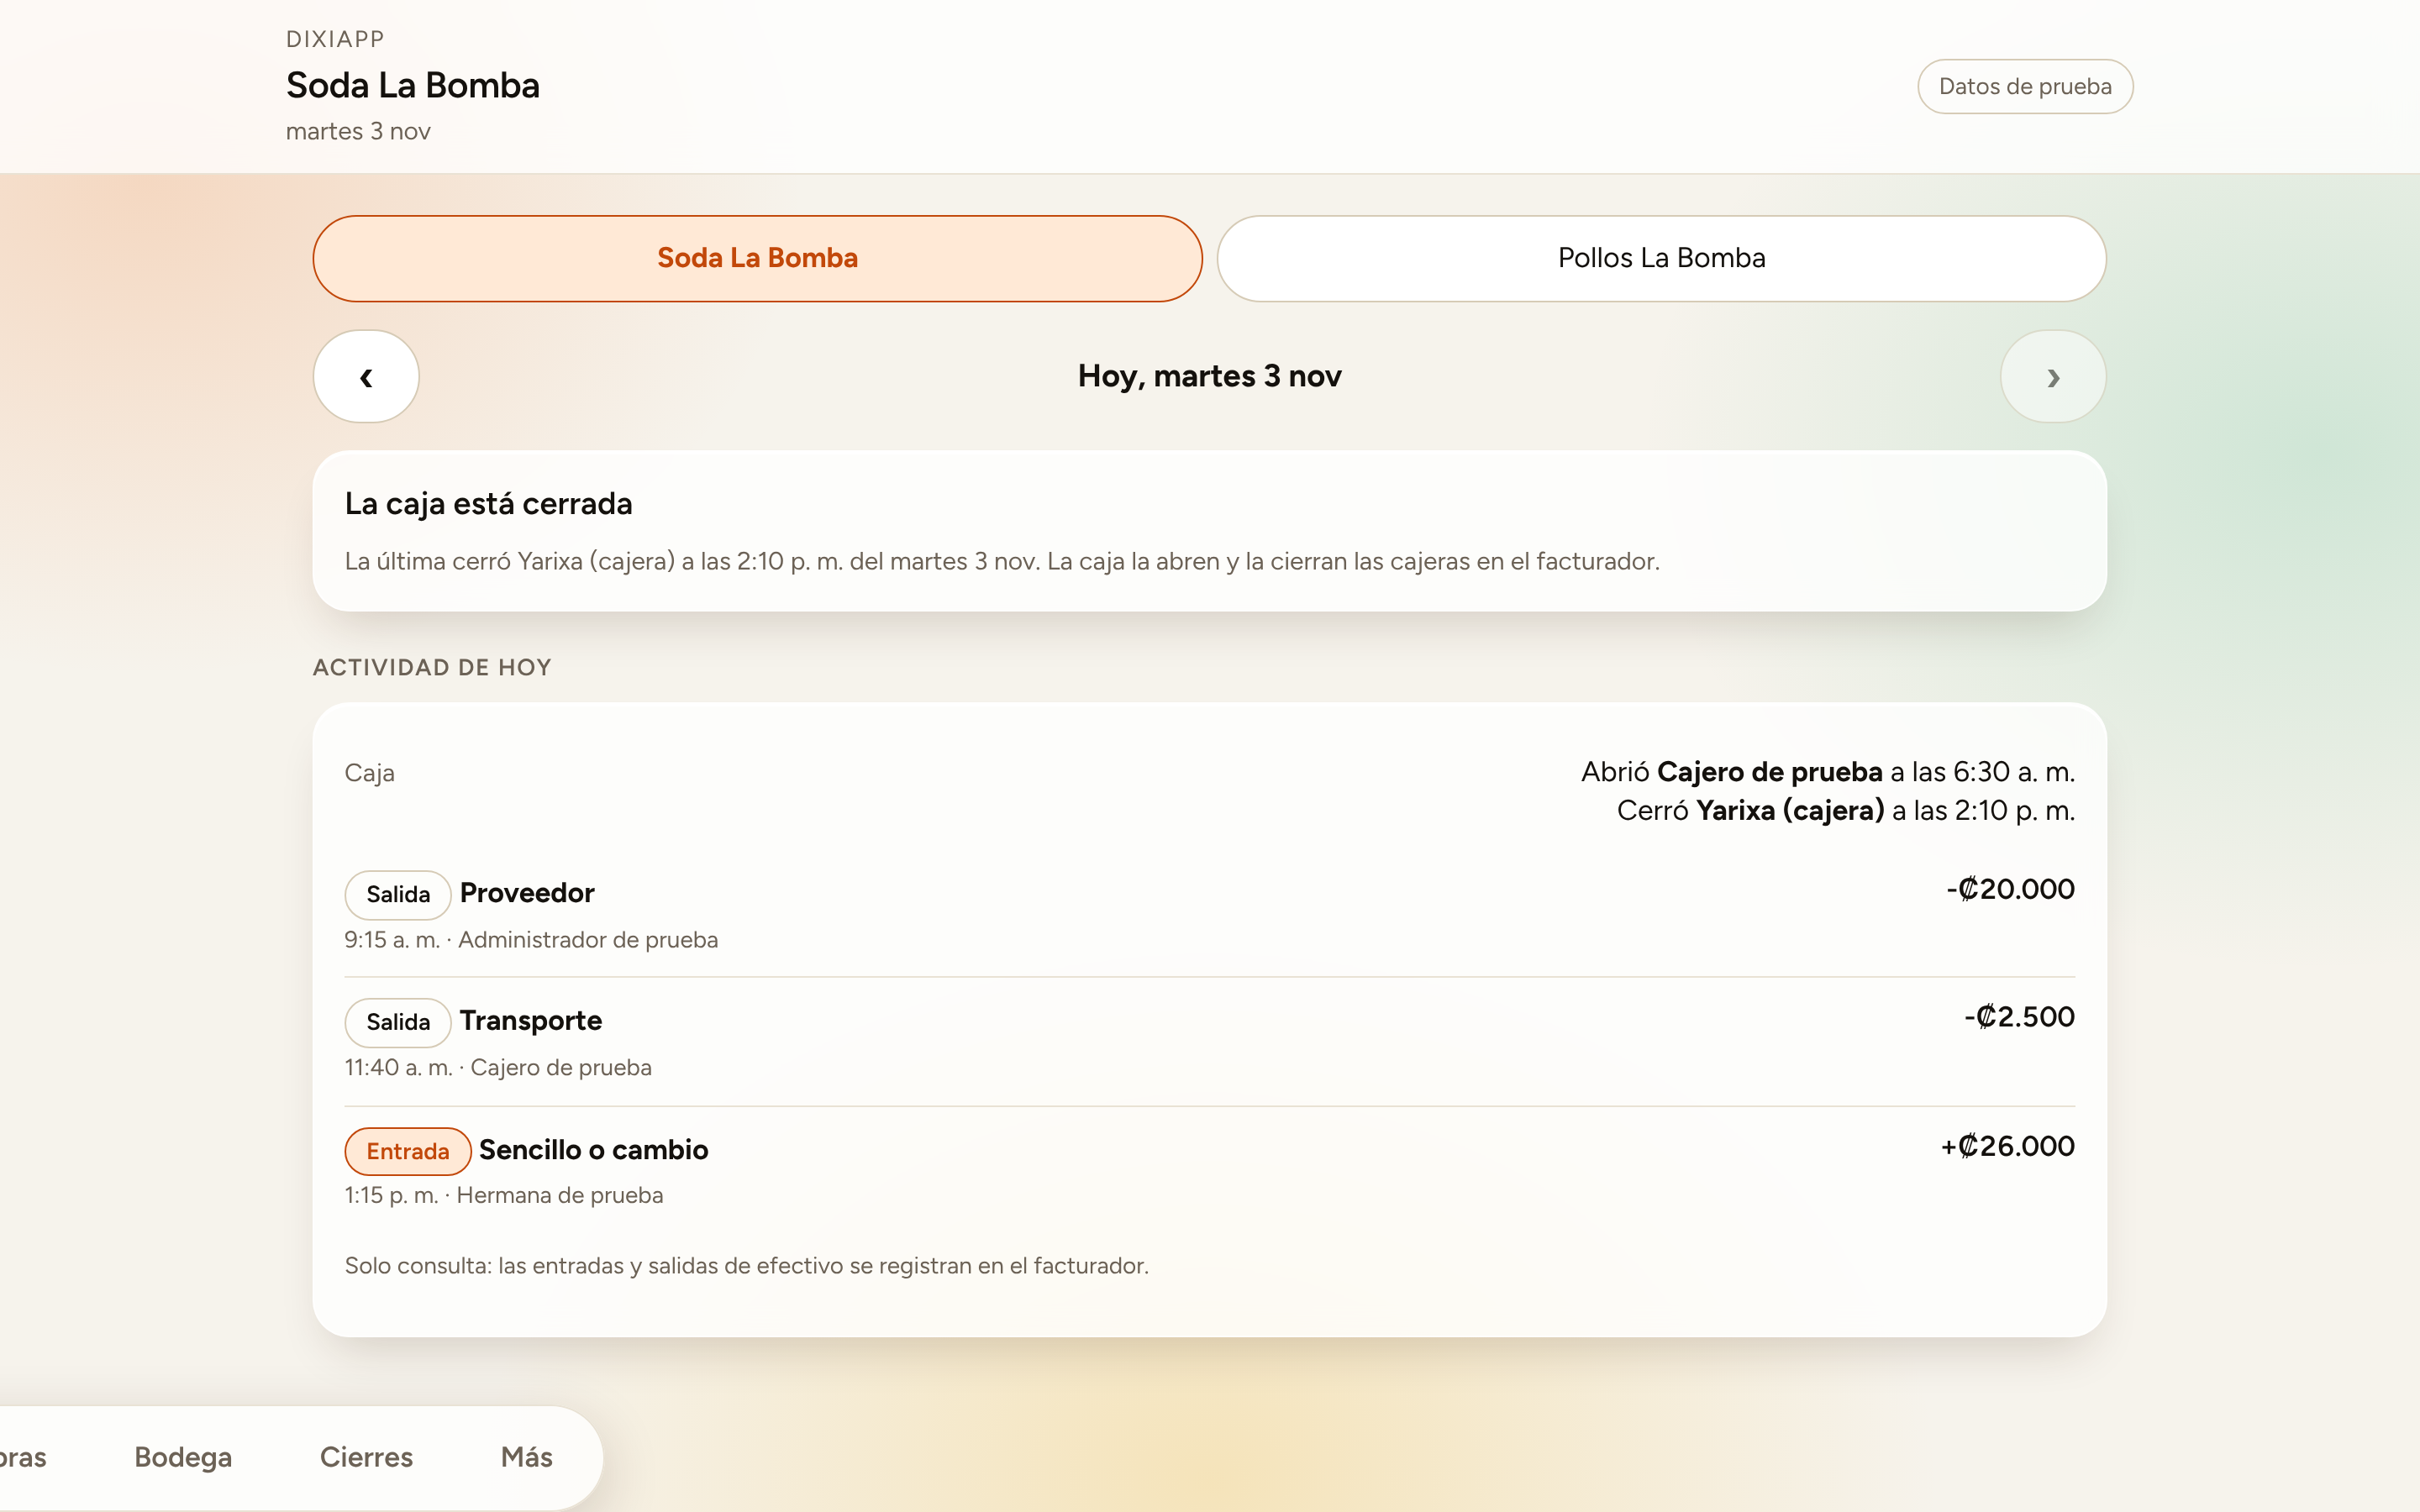 DIXIAPP
Soda La Bomba
martes 3 nov
Datos de prueba
Soda La Bomba
Pollos La Bomba
‹
Hoy, martes 3 nov
›
La caja está cerrada
La última cerró Yarixa (cajera) a las 2:10 p. m. del martes 3 nov. La caja la abren y la cierran las cajeras en el facturador.
ACTIVIDAD DE HOY
Caja
Abrió Cajero de prueba a las 6:30 a. m.
Cerró Yarixa (cajera) a las 2:10 p. m.
Salida Proveedor
-₡20.000
9:15 a. m. · Administrador de prueba
Salida Transporte
-₡2.500
11:40 a. m. · Cajero de prueba
Entrada Sencillo o cambio
+₡26.000
1:15 p. m. · Hermana de prueba
Solo consulta: las entradas y salidas de efectivo se registran en el facturador.
Bodega
Cierres
Más